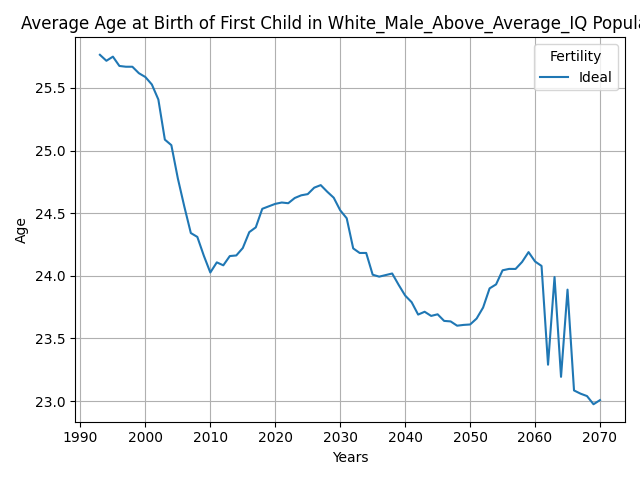 Average Age at Birth of First Child in White_Male_Above_Average_IQ Popula
Fertility
Ideal
25.5
25.0
24.5
24.0
23.5
23.0
Age
1990 2000 2010 2020 2030 2040 2050 2060 2070
Years